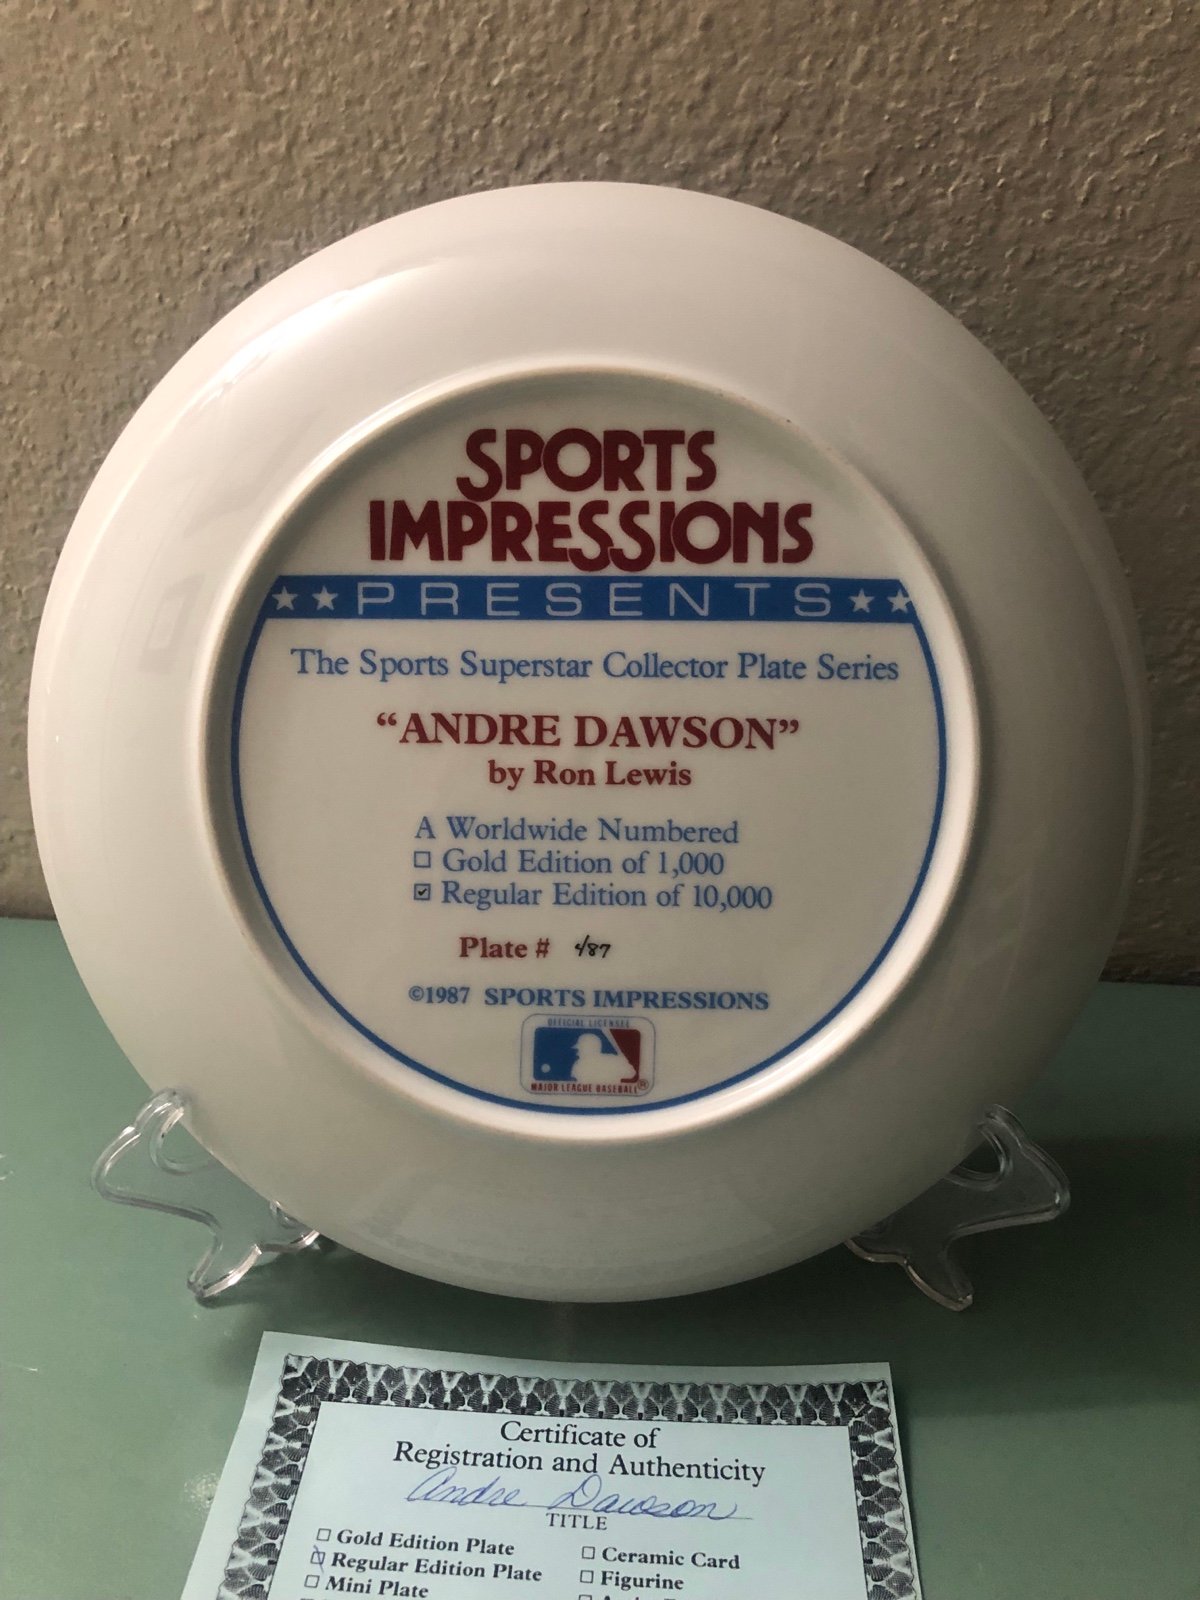 SPORTS
IMPRESSIONS
PRESENTS
The Sports Superstar Collector Plate Series
“ANDRE DAWSON”
by Ron Lewis
A Worldwide Numbered
☐ Gold Edition of 1,000
☑ Regular Edition of 10,000
Plate #
©1987 SPORTS IMPRESSIONS
OFFICIAL LICENSEE
MAJOR LEAGUE BASEBALL®
Certificate of
Registration and Authenticity
Andre Dawson
TITLE
☐ Gold Edition Plate
☑ Regular Edition Plate
☐ Mini Plate
☐ Ceramic Card
☐ Figurine